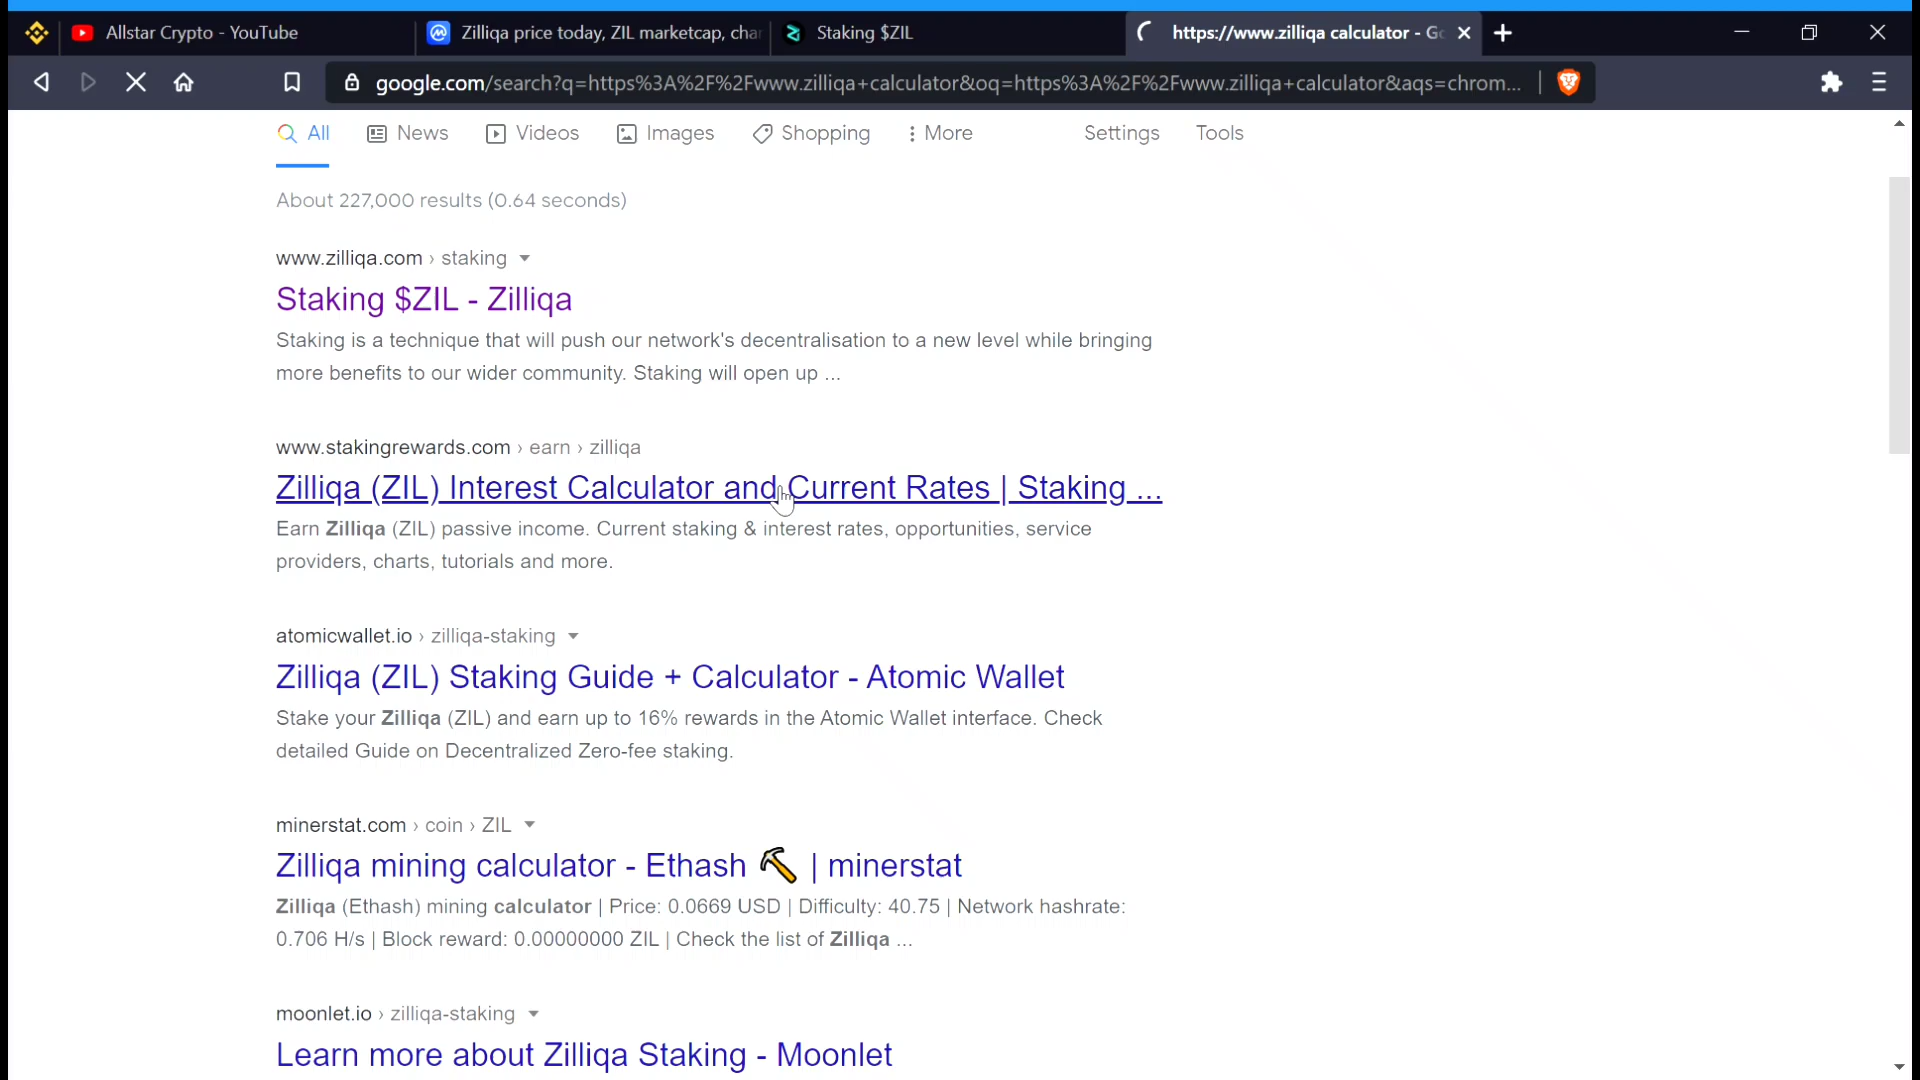 Allstar Crypto - YouTube
Zilliqa price today, ZIL marketcap, cha
Staking $ZIL
https://www.zilliqa calculator - Go
google.com/search?q=https%3A%2F%2Fwww.zilliqa+calculator&oq=https%3A%2F%2Fwww.zilliqa+calculator&aqs=chrom...
All News Videos Images Shopping More Settings Tools
About 227,000 results (0.64 seconds)
www.zilliqa.com › staking
Staking $ZIL - Zilliqa
Staking is a technique that will push our network's decentralisation to a new level while bringing
more benefits to our wider community. Staking will open up ...
www.stakingrewards.com › earn › zilliqa
Zilliqa (ZIL) Interest Calculator and Current Rates | Staking ...
Earn Zilliqa (ZIL) passive income. Current staking & interest rates, opportunities, service
providers, charts, tutorials and more.
atomicwallet.io › zilliqa-staking
Zilliqa (ZIL) Staking Guide + Calculator - Atomic Wallet
Stake your Zilliqa (ZIL) and earn up to 16% rewards in the Atomic Wallet interface. Check
detailed Guide on Decentralized Zero-fee staking.
minerstat.com › coin › ZIL
Zilliqa mining calculator - Ethash ⛏ | minerstat
Zilliqa (Ethash) mining calculator | Price: 0.0669 USD | Difficulty: 40.75 | Network hashrate:
0.706 H/s | Block reward: 0.00000000 ZIL | Check the list of Zilliqa ...
moonlet.io › zilliqa-staking
Learn more about Zilliqa Staking - Moonlet